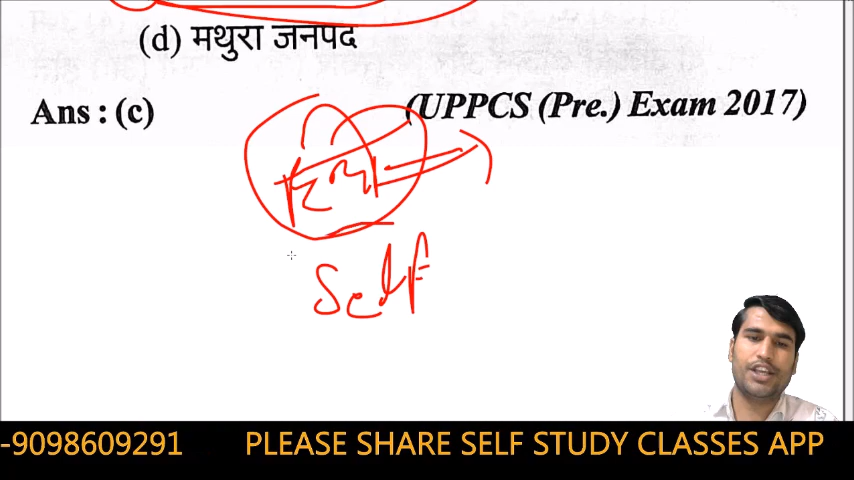 (d) मथुरा जनपद
Ans : (c) (UPPCS (Pre.) Exam 2017)
Self
-9098609291 PLEASE SHARE SELF STUDY CLASSES APP